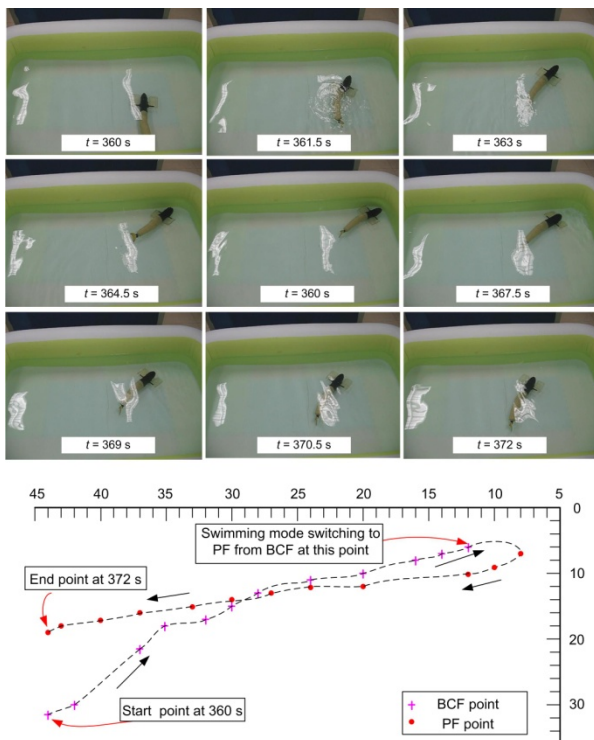 t = 360 s
t = 361.5 s
t = 363 s
t = 364.5 s
t = 360 s
t = 367.5 s
t = 369 s
t = 370.5 s
t = 372 s
45 40 35 30 25 20 15 10 5
0
Swimming mode switching to
PF from BCF at this point
End point at 372 s
10
20
Start point at 360 s
BCF point
PF point
30